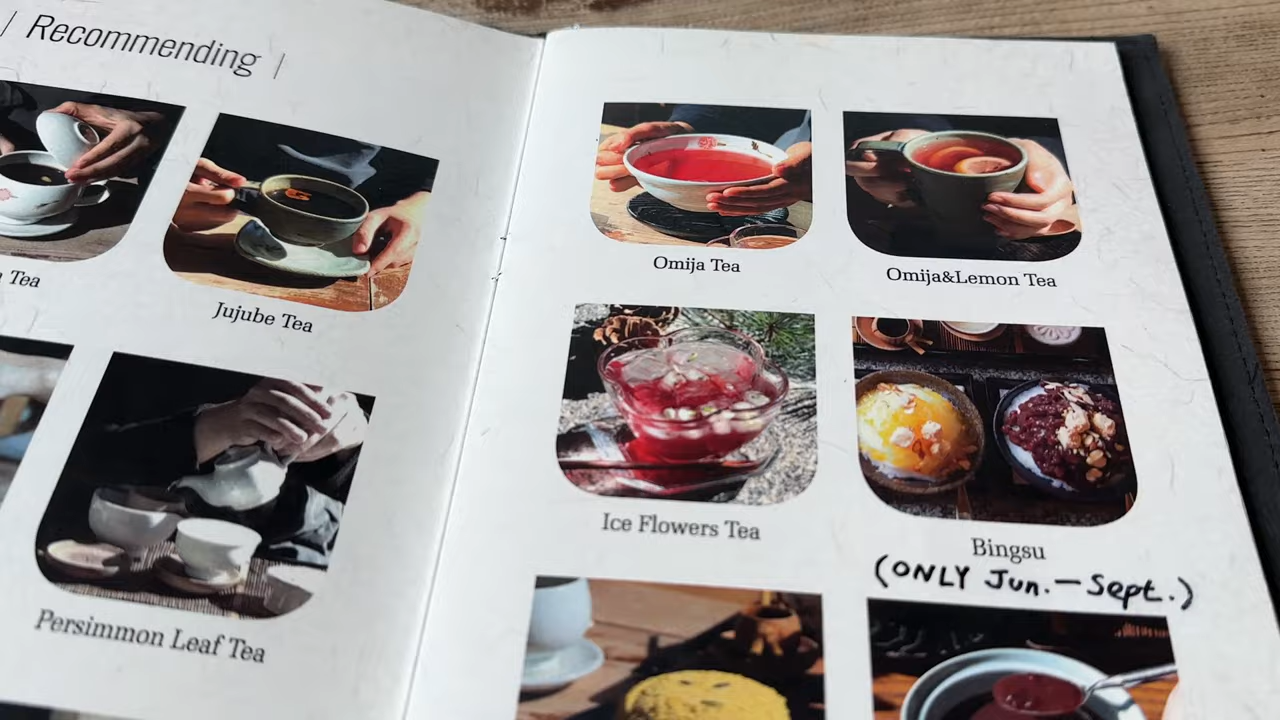 | Recommending |
Tea
Jujube Tea
Persimmon Leaf Tea
Omija Tea
Omija&Lemon Tea
Ice Flowers Tea
Bingsu
(ONLY Jun.—Sept.)